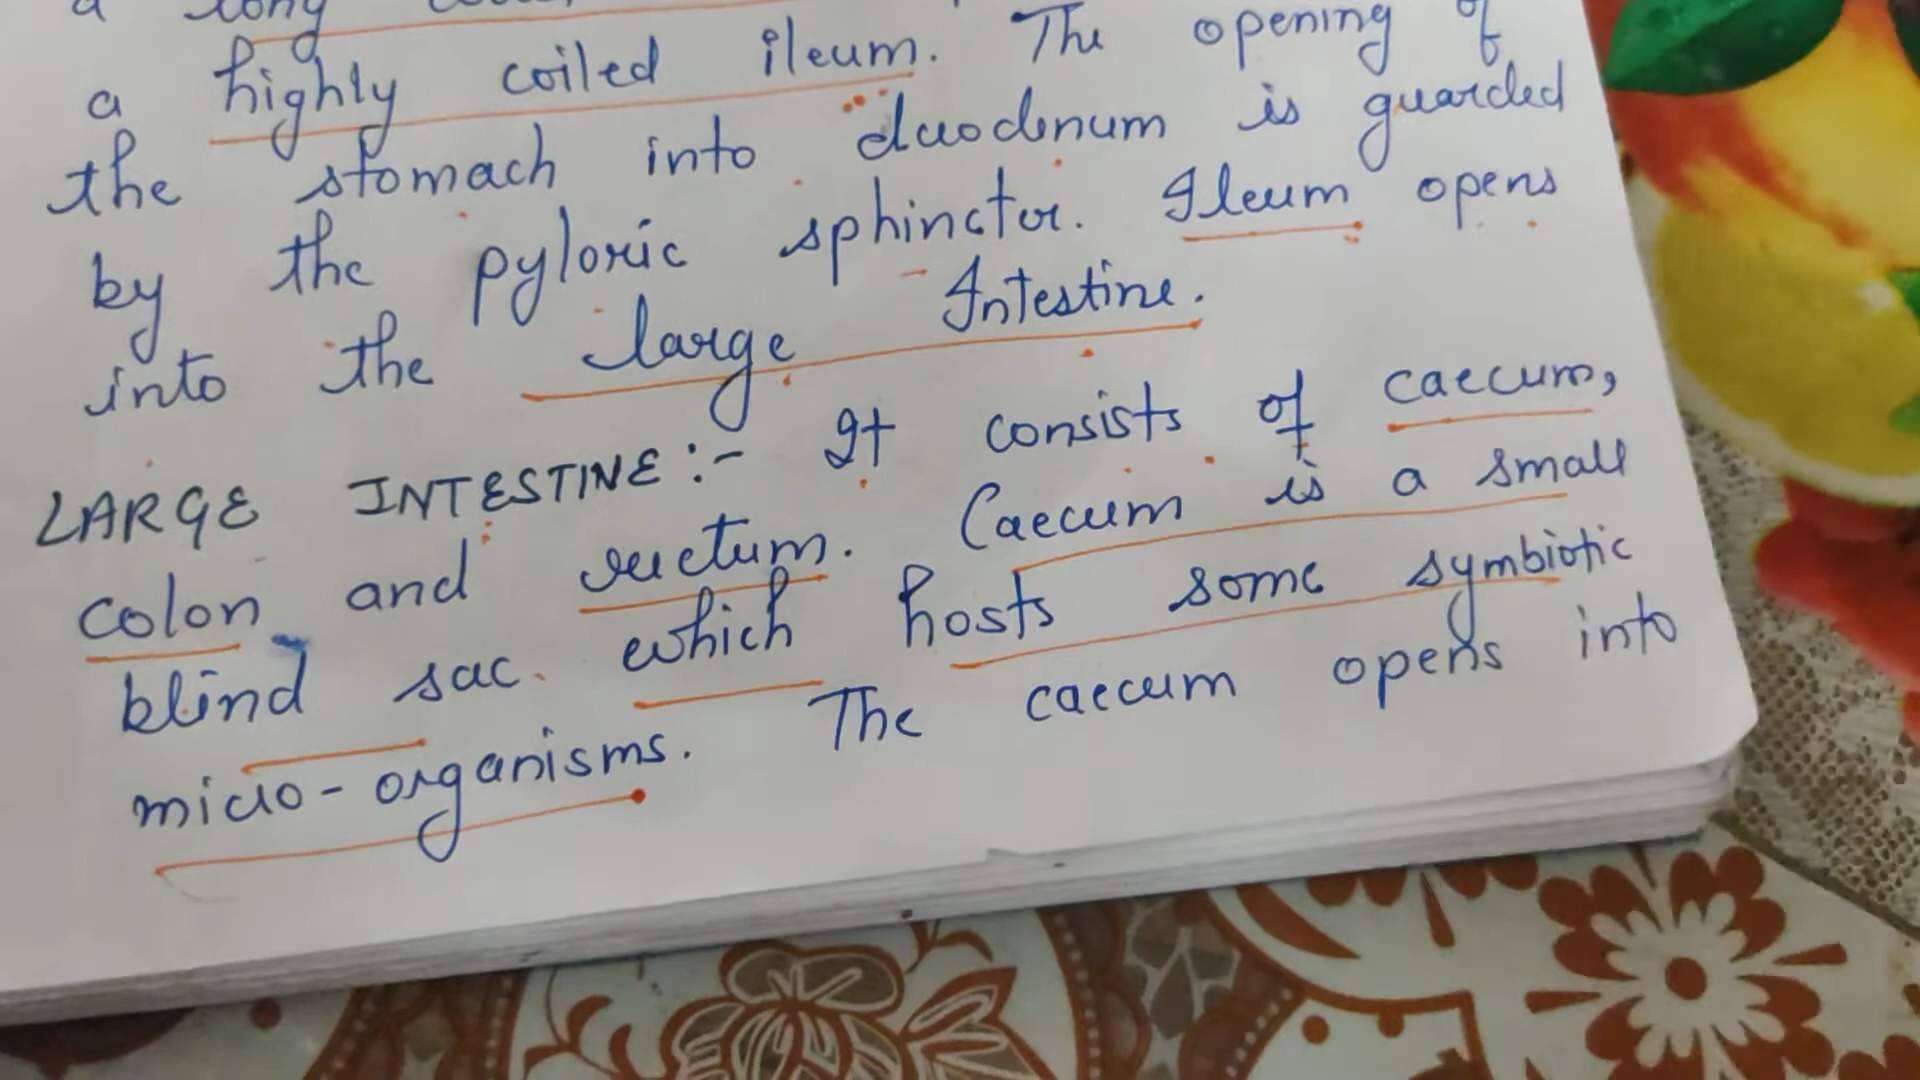 a long
a highly coiled ileum. The opening of
the stomach into duodenum is guarded
by the pyloric sphincter. Ileum opens
into the large Intestine.
LARGE INTESTINE:- It consists of caecum,
colon and rectum. Caecum is a small
blind sac which hosts some symbiotic
micro-organisms. The caecum opens into